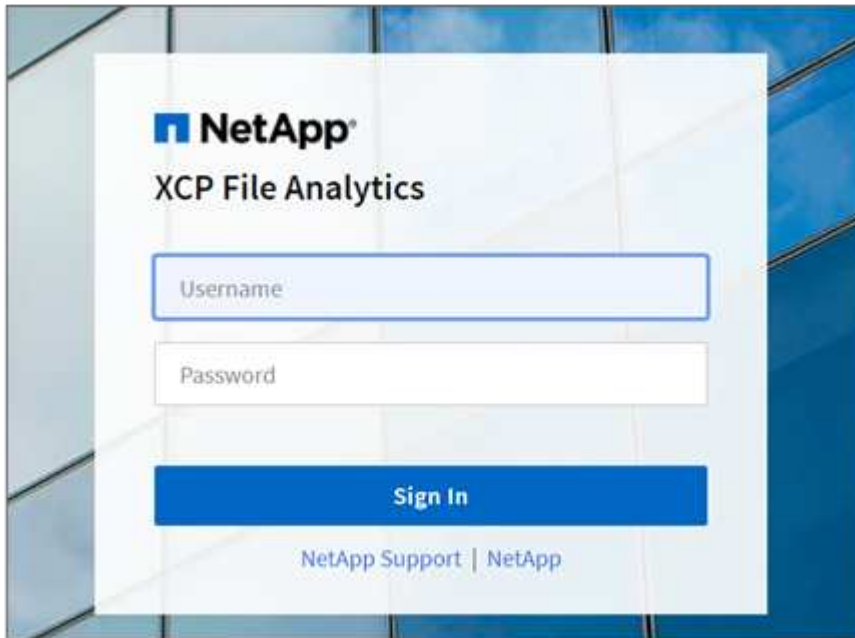 NetApp®
XCP File Analytics
Username
Password
Sign In
NetApp Support | NetApp